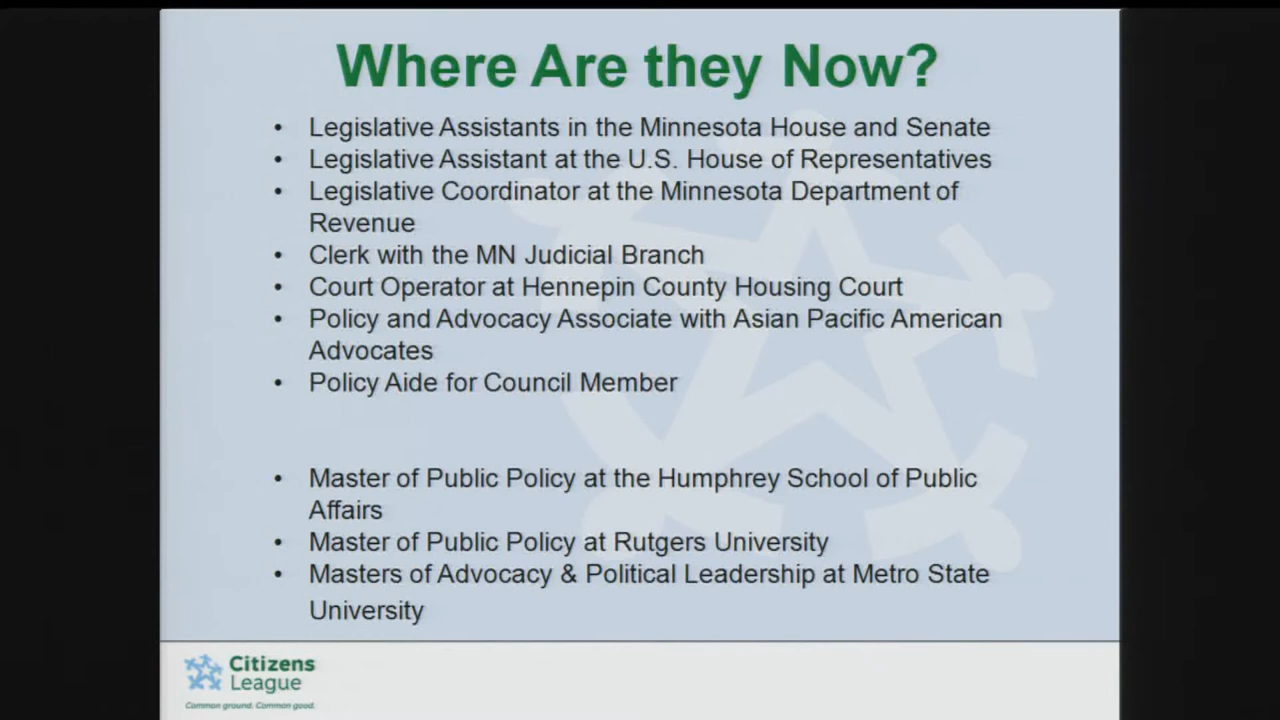 Where Are they Now?
• Legislative Assistants in the Minnesota House and Senate
• Legislative Assistant at the U.S. House of Representatives
• Legislative Coordinator at the Minnesota Department of
Revenue
• Clerk with the MN Judicial Branch
• Court Operator at Hennepin County Housing Court
• Policy and Advocacy Associate with Asian Pacific American
Advocates
• Policy Aide for Council Member
• Master of Public Policy at the Humphrey School of Public
Affairs
• Master of Public Policy at Rutgers University
• Masters of Advocacy & Political Leadership at Metro State
University
Citizens
League
Common ground. Common good.